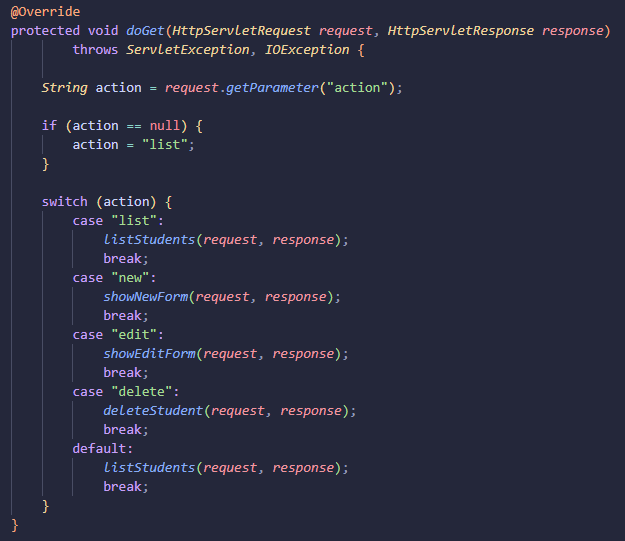 @Override
protected void doGet(HttpServletRequest request, HttpServletResponse response)
        throws ServletException, IOException {

    String action = request.getParameter("action");

    if (action == null) {
        action = "list";
    }

    switch (action) {
        case "list":
            listStudents(request, response);
            break;
        case "new":
            showNewForm(request, response);
            break;
        case "edit":
            showEditForm(request, response);
            break;
        case "delete":
            deleteStudent(request, response);
            break;
        default:
            listStudents(request, response);
            break;
    }
}